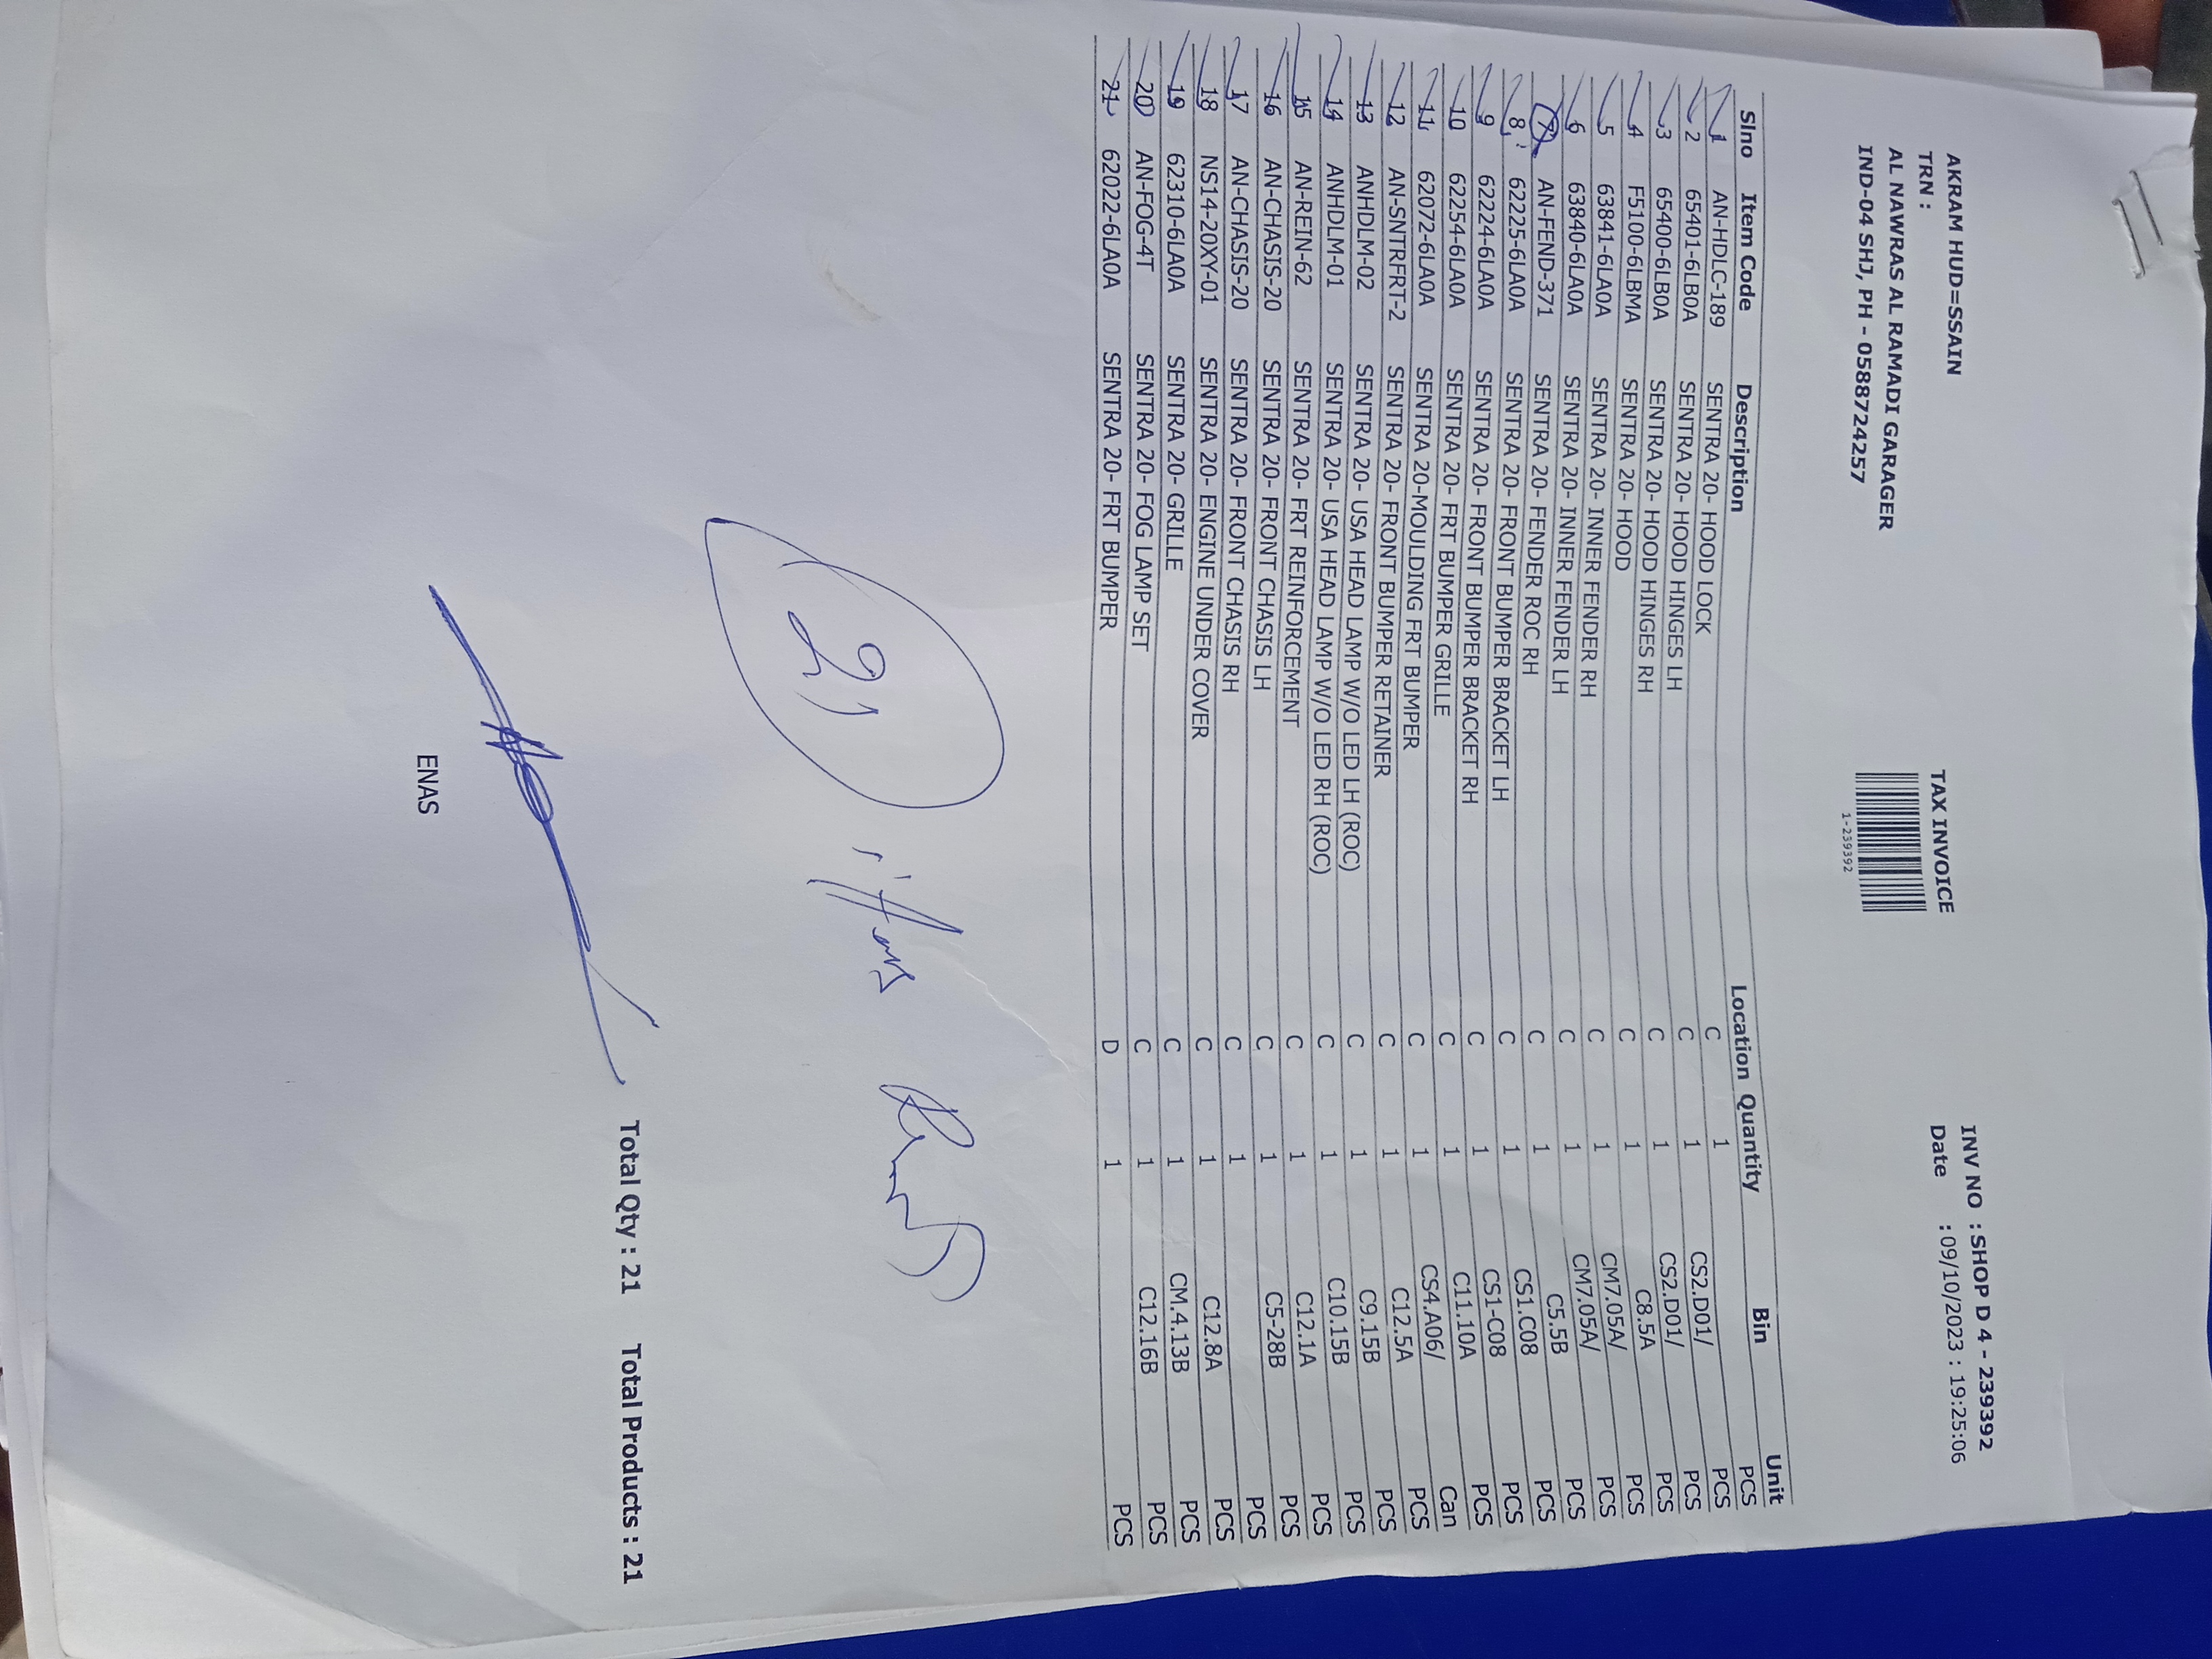 AKRAM HUD=SSAIN
TRN :
AL NAWRAS AL RAMADI GARAGER
IND-04 SHJ, PH - 0588724257
TAX INVOICE
1-239392
INV NO : SHOP D 4 - 239392
Date : 09/10/2023 : 19:25:06
Slno Item Code Description Location Quantity Bin Unit
1 AN-HDLC-189 SENTRA 20- HOOD LOCK C 1 PCS
2 65401-6LB0A SENTRA 20- HOOD HINGES LH C 1 CS2.D01/ PCS
3 65400-6LB0A SENTRA 20- HOOD HINGES RH C 1 CS2.D01/ PCS
4 F5100-6LBMA SENTRA 20- HOOD C 1 C8.5A PCS
5 63841-6LA0A SENTRA 20- INNER FENDER RH C 1 CM7.05A/ PCS
6 63840-6LA0A SENTRA 20- INNER FENDER LH C 1 CM7.05A/ PCS
7 AN-FEND-371 SENTRA 20- FENDER ROC RH C 1 C5.5B PCS
8 62225-6LA0A SENTRA 20- FRONT BUMPER BRACKET LH C 1 CS1.C08 PCS
9 62224-6LA0A SENTRA 20- FRONT BUMPER BRACKET RH C 1 CS1-C08 PCS
10 62254-6LA0A SENTRA 20- FRT BUMPER GRILLE C 1 C11.10A PCS
11 62072-6LA0A SENTRA 20-MOULDING FRT BUMPER C 1 CS4.A06/ Can
12 AN-SNTRFRT-2 SENTRA 20- FRONT BUMPER RETAINER C 1 C12.5A PCS
13 ANHDLM-02 SENTRA 20- USA HEAD LAMP W/O LED LH (ROC) C 1 C9.15B PCS
14 ANHDLM-01 SENTRA 20- USA HEAD LAMP W/O LED RH (ROC) C 1 C10.15B PCS
15 AN-REIN-62 SENTRA 20- FRT REINFORCEMENT C 1 C12.1A PCS
16 AN-CHASIS-20 SENTRA 20- FRONT CHASIS LH C 1 C5-28B PCS
17 AN-CHASIS-20 SENTRA 20- FRONT CHASIS RH C 1 PCS
18 NS14-20XY-01 SENTRA 20- ENGINE UNDER COVER C 1 C12.8A PCS
19 62310-6LA0A SENTRA 20- GRILLE C 1 CM.4.13B PCS
20 AN-FOG-4T SENTRA 20- FOG LAMP SET C 1 C12.16B PCS
21 62022-6LA0A SENTRA 20- FRT BUMPER D 1 PCS
21
Total Qty : 21 Total Products : 21
ENAS